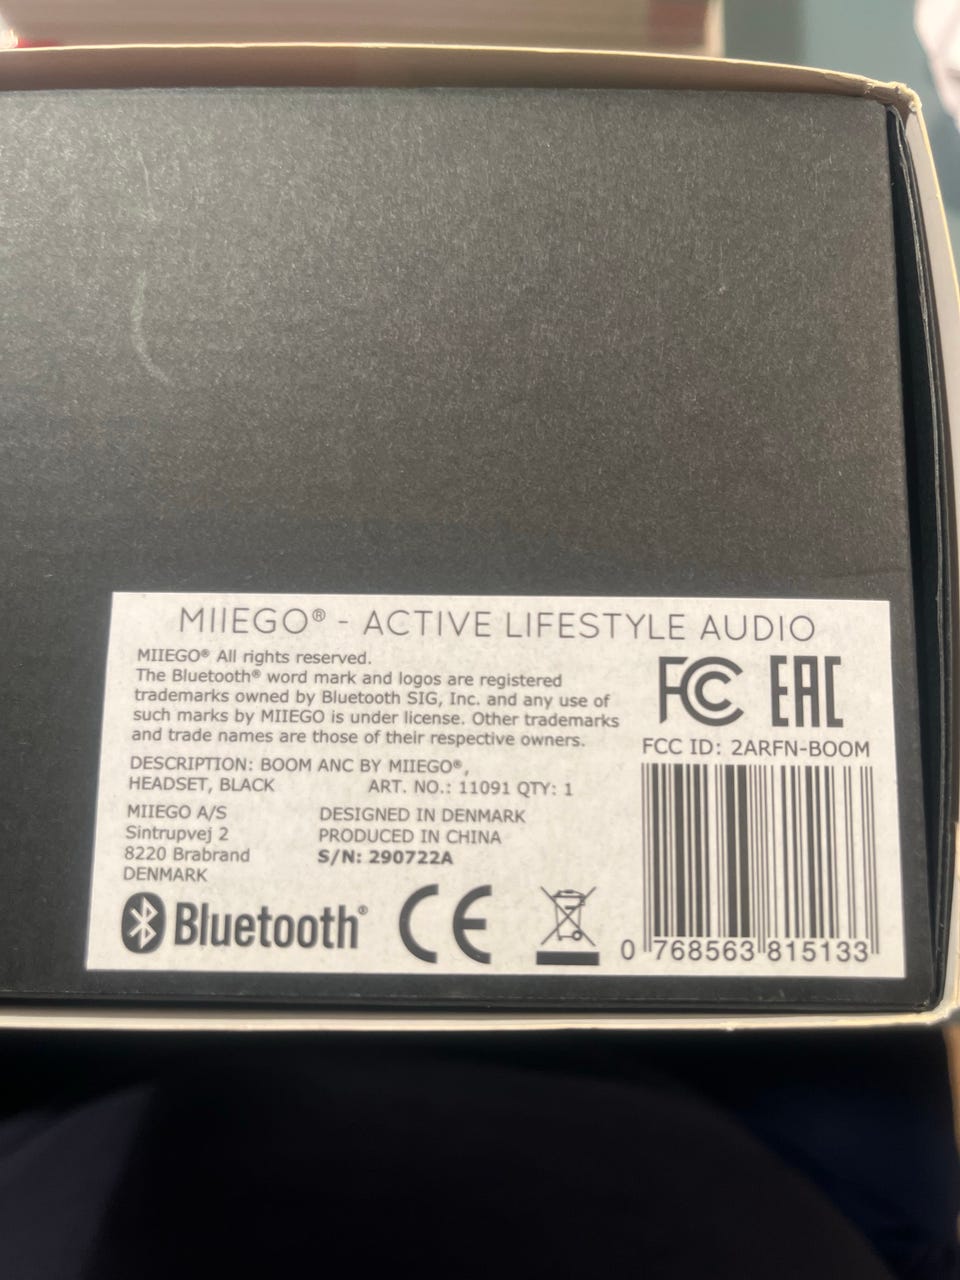 MIIEGO® - ACTIVE LIFESTYLE AUDIO
MIIEGO® All rights reserved.
The Bluetooth® word mark and logos are registered
trademarks owned by Bluetooth SIG, Inc. and any use of
such marks by MIIEGO is under license. Other trademarks
and trade names are those of their respective owners.
DESCRIPTION: BOOM ANC BY MIIEGO®,
HEADSET, BLACK ART. NO.: 11091 QTY: 1
MIIEGO A/S
Sintrupvej 2
8220 Brabrand
DENMARK
DESIGNED IN DENMARK
PRODUCED IN CHINA
S/N: 290722A
Bluetooth®
CE
FC EAC
FCC ID: 2ARFN-BOOM
0 768563 815133